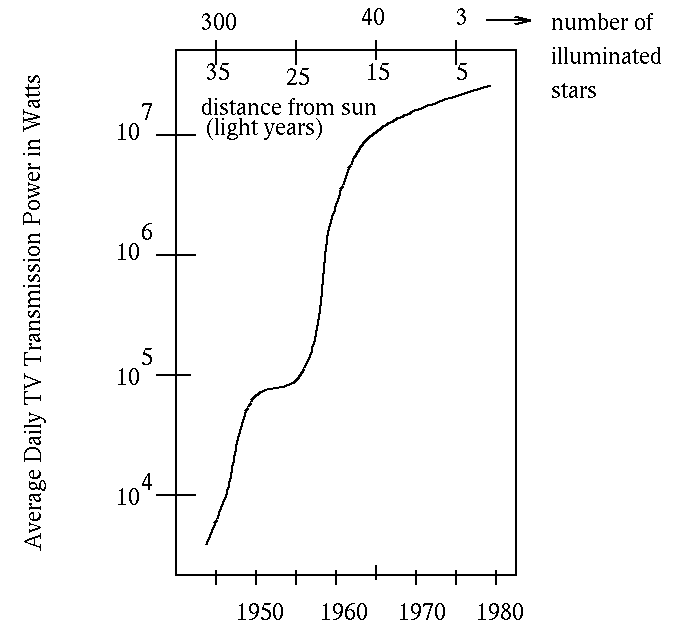 300 40 3 number of
illuminated
stars
35 25 15 5
distance from sun
(light years)
10^7
10^6
10^5
10^4
Average Daily TV Transmission Power in Watts
1950 1960 1970 1980